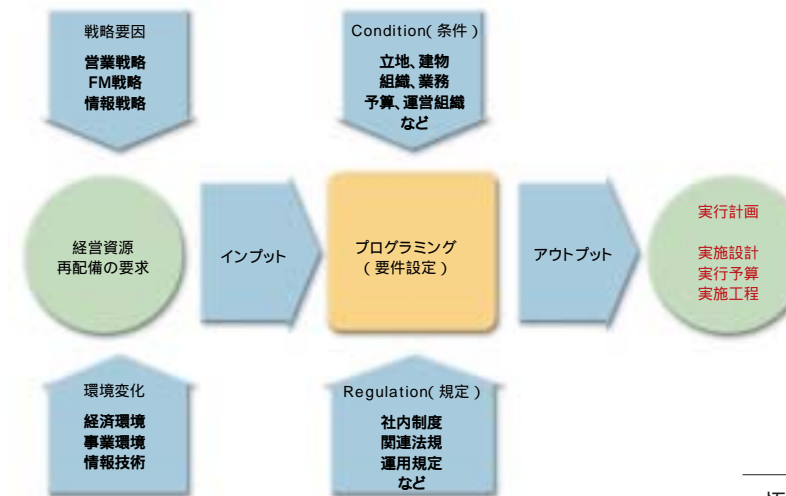 戦略要因
営業戦略
FM戦略
情報戦略
Condition(条件)
立地、建物
組織、業務
予算、運営組織
など
経営資源
再配備の要求
インプット
プログラミング
(要件設定)
アウトプット
実行計画
実施設計
実行予算
実施工程
環境変化
経済環境
事業環境
情報技術
Regulation(規定)
社内制度
関連法規
運用規定
など